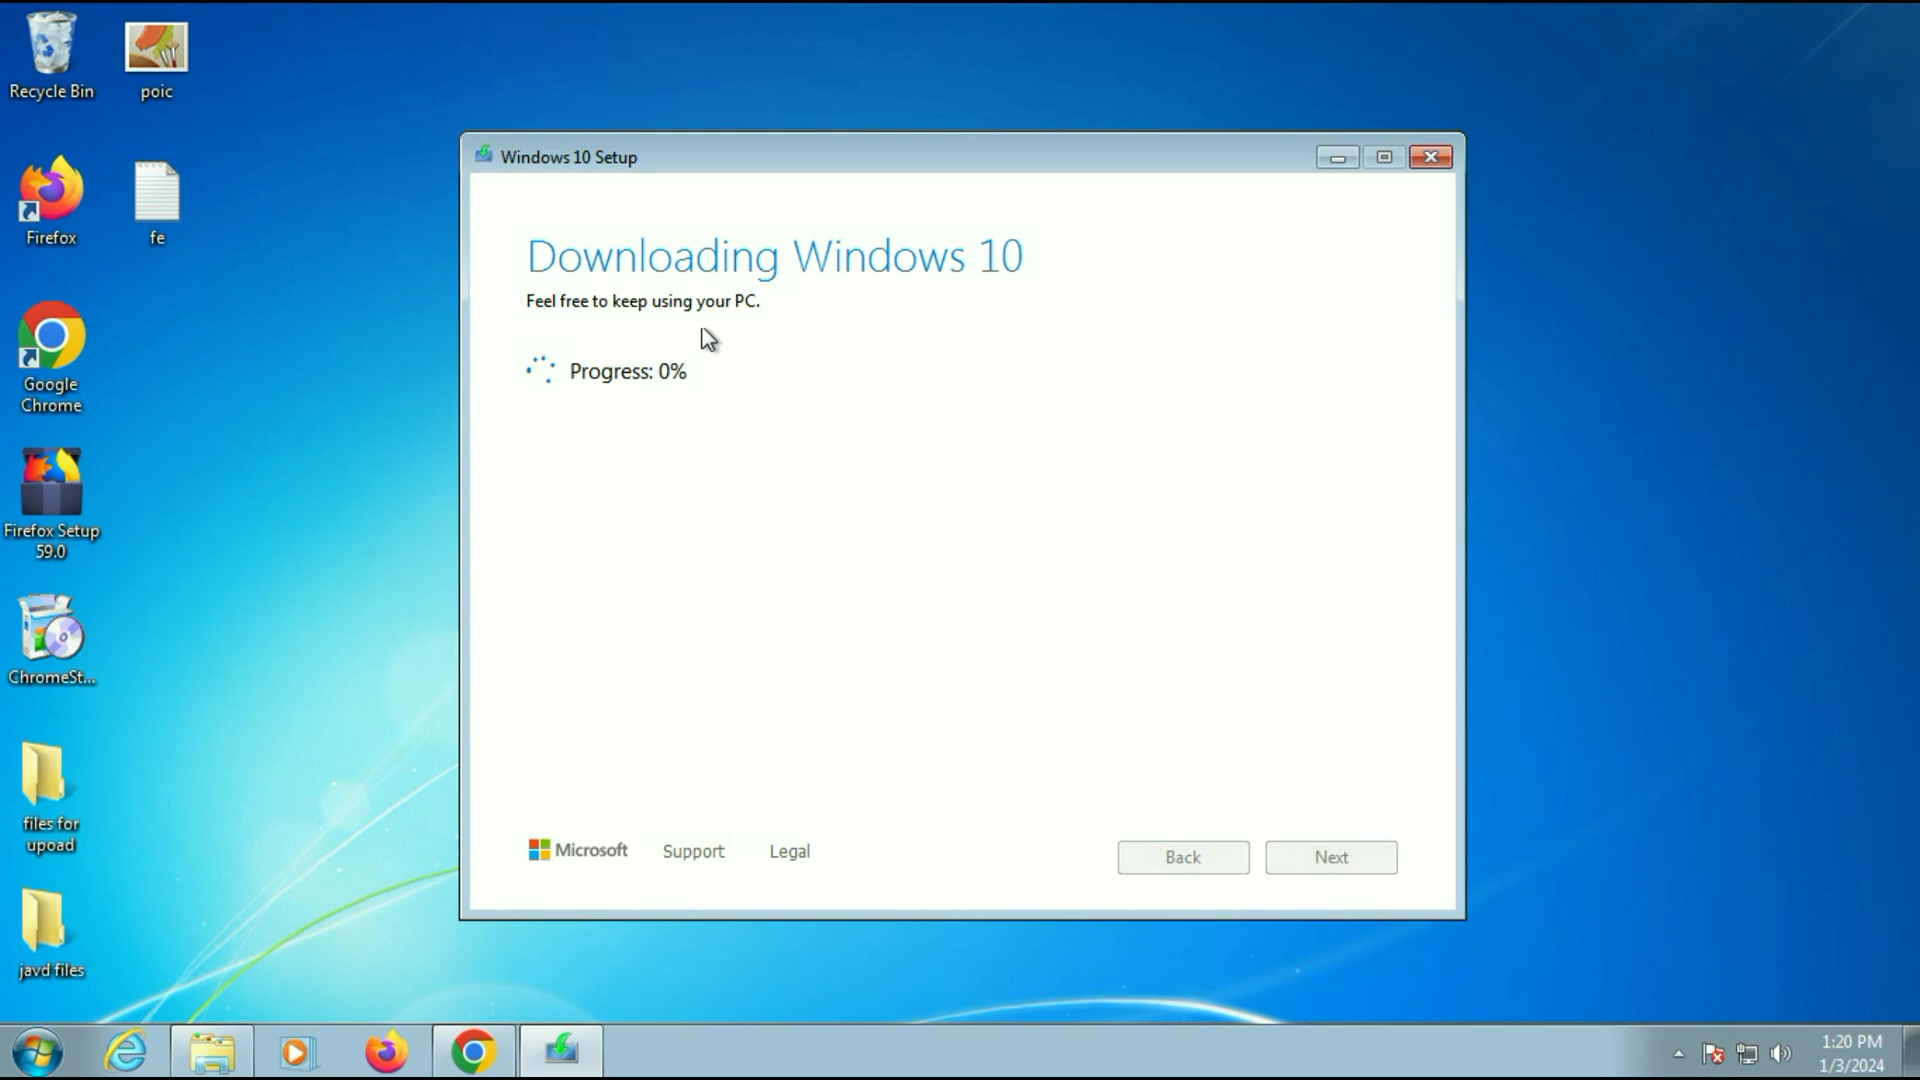 Recycle Bin
poic
Firefox
fe
Google
Chrome
Firefox Setup
59.0
ChromeSt...
files for
upoad
javd files
Windows 10 Setup
Downloading Windows 10
Feel free to keep using your PC.
Progress: 0%
Microsoft
Support
Legal
Back
Next
1:20 PM
1/3/2024